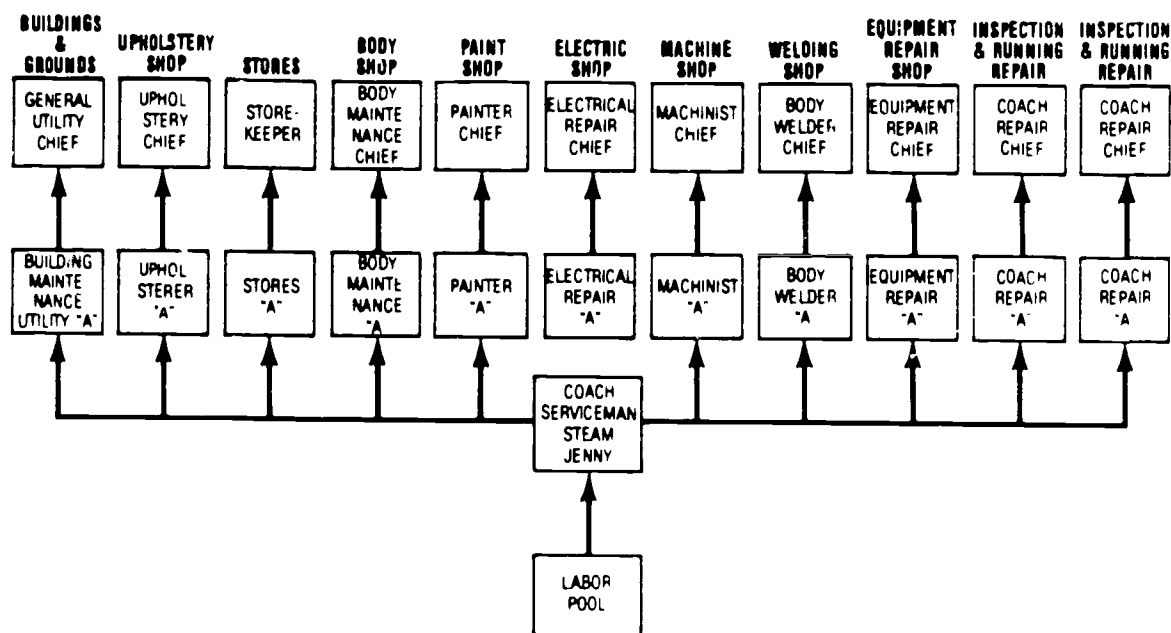 BUILDINGS
&
GROUNDS
UPHOLSTERY
SHOP
STORES
BODY
SHOP
PAINT
SHOP
ELECTRIC
SHOP
MACHINE
SHOP
WELDING
SHOP
EQUIPMENT
REPAIR
SHOP
INSPECTION
& RUNNING
REPAIR
INSPECTION
& RUNNING
REPAIR
GENERAL
UTILITY
CHIEF
UPHOL
STERY
CHIEF
STORE-
KEEPER
BODY
MAINTE
NANCE
CHIEF
PAINTER
CHIEF
ELECTRICAL
REPAIR
CHIEF
MACHINIST
CHIEF
BODY
WELDER
CHIEF
EQUIPMENT
REPAIR
CHIEF
COACH
REPAIR
CHIEF
COACH
REPAIR
CHIEF
BUILDING
MAINTE
NANCE
UTILITY "A"
UPHOL
STERER
"A"
STORES
"A"
BODY
MAINTE
NANCE
"A
PAINTER
"A"
ELECTRICAL
REPAIR
"A"
MACHINIST
"A"
BODY
WELDER
"A
EQUIPMENT
REPAIR
"A"
COACH
REPAIR
"A"
COACH
REPAIR
"A
COACH
SERVICEMAN
STEAM
JENNY
LABOR
POOL